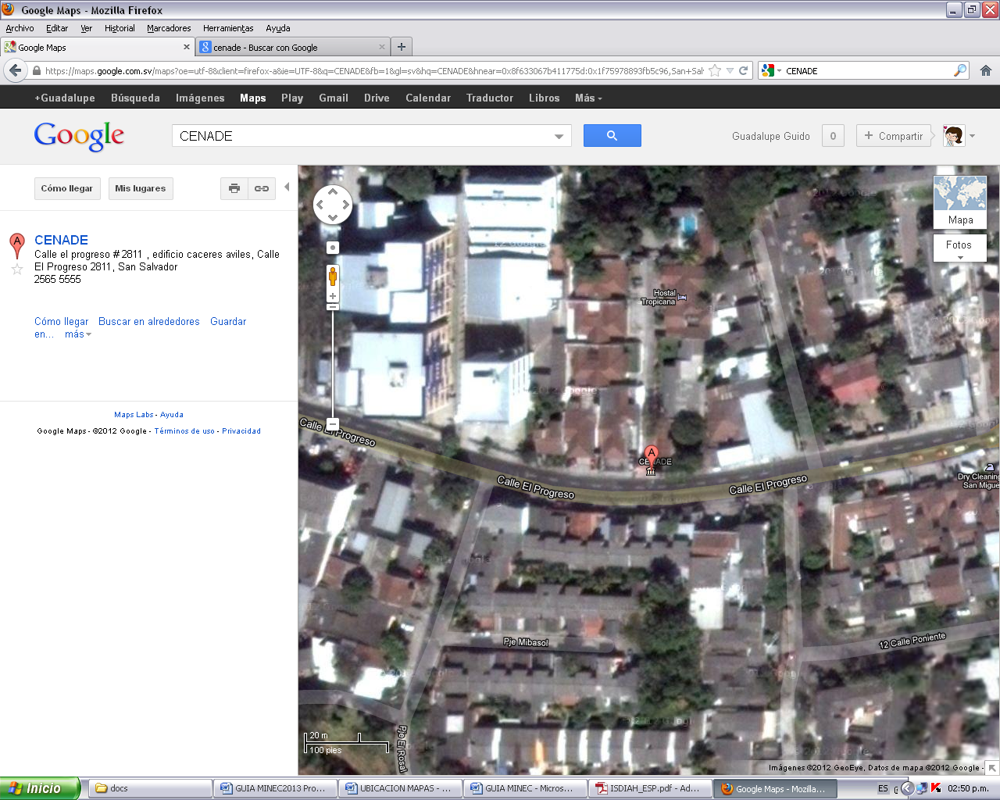 Google Maps - Mozilla Firefox
Archivo Editar Ver Historial Marcadores Herramientas Ayuda
Google Maps
cenade - Buscar con Google
https://maps.google.com.sv/maps?oe=utf-8&client=firefox-a&ie=UTF-8&q=CENADE&fb=1&gl=sv&hq=CENADE&hnear=0x8f633067b411775d:0x1f75978893fb5c96,San+Sal
CENADE
+Guadalupe Búsqueda Imágenes Maps Play Gmail Drive Calendar Traductor Libros Más
Google
CENADE
Guadalupe Guido
0
+ Compartir
Cómo llegar
Mis lugares
A
CENADE
Calle el progreso #2811 , edificio caceres aviles, Calle
El Progreso 2811, San Salvador
2565 5555
Cómo llegar Buscar en alrededores Guardar
en... más
Maps Labs - Ayuda
Google Maps - ©2012 Google - Términos de uso - Privacidad
Mapa
Fotos
Hostal
Tropicana
Calle El Progreso
A
CENADE
Calle El Progreso
Calle El Progreso
Dry Cleaning
San Migue
Pje Mibasol
12 Calle Poniente
Pje El Rosal
20 m
100 pies
Imágenes ©2012 GeoEye, Datos de mapa ©2012 Google -
Inicio
docs
GUIA MINEC2013 Pro...
UBICACION MAPAS - ...
GUIA MINEC - Micros...
ISDIAH_ESP.pdf - Ad...
Google Maps - Mozilla...
ES
02:50 p.m.